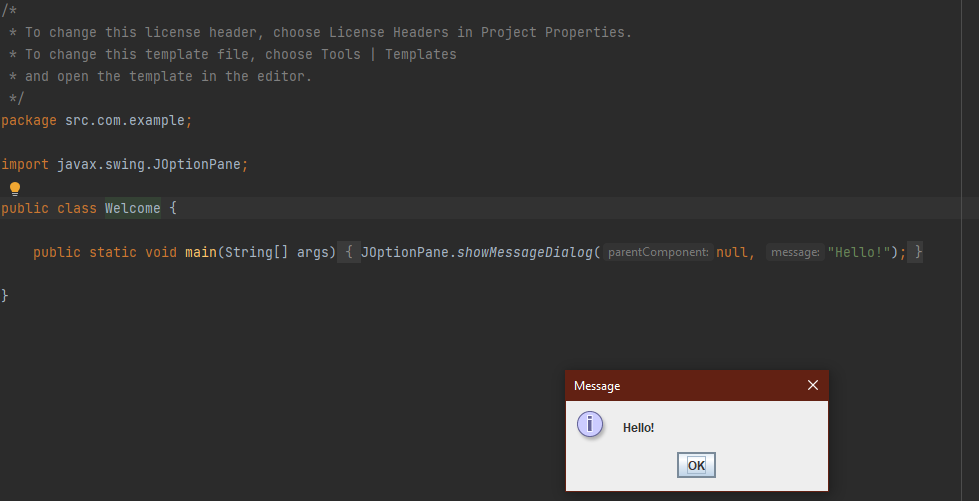 /*
 * To change this license header, choose License Headers in Project Properties.
 * To change this template file, choose Tools | Templates
 * and open the template in the editor.
 */
package src.com.example;
import javax.swing.JOptionPane;
public class Welcome {
    public static void main(String[] args) { JOptionPane.showMessageDialog( parentComponent: null, message: "Hello!"); }
}
Message
i Hello!
OK